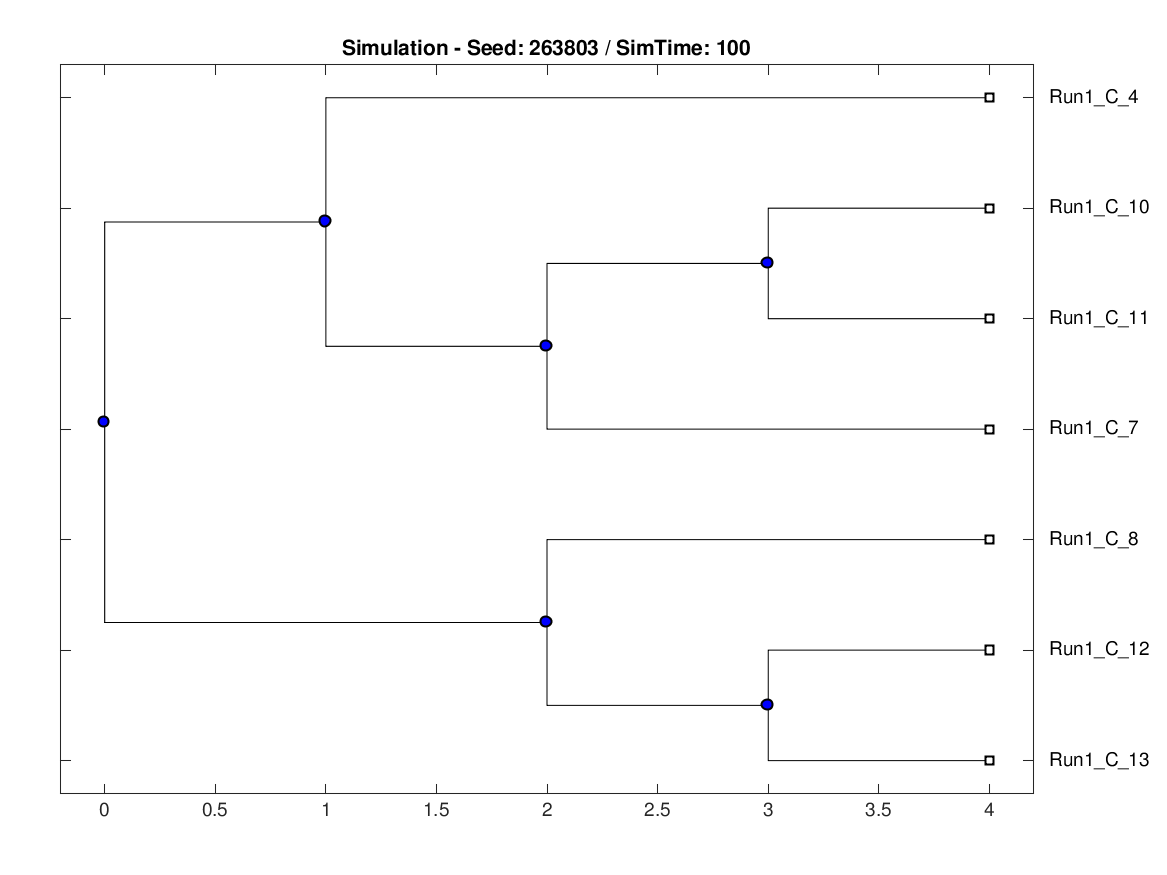 Simulation - Seed: 263803 / SimTime: 100
Run1_C_4
Run1_C_10
Run1_C_11
Run1_C_7
Run1_C_8
Run1_C_12
Run1_C_13
0 0.5 1 1.5 2 2.5 3 3.5 4